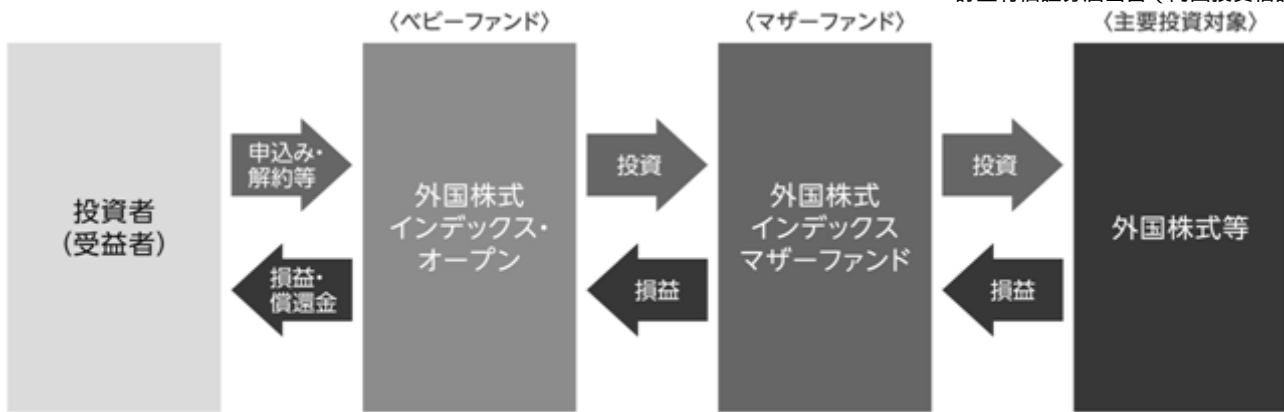 〈ベビーファンド〉
〈マザーファンド〉
〈主要投資対象〉
投資者
(受益者)
申込み・
解約等
損益・
償還金
外国株式
インデックス・
オープン
投資
損益
外国株式
インデックス
マザーファンド
投資
損益
外国株式等